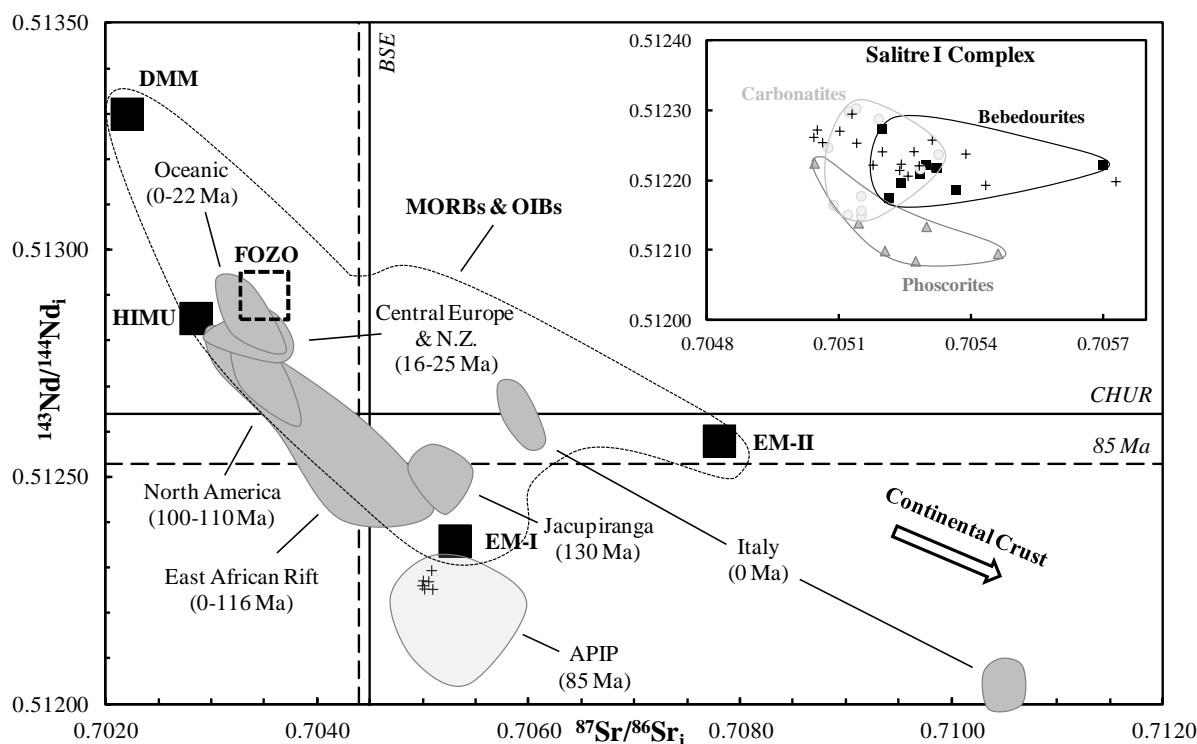 0.51350
0.51300
0.51250
0.51200
¹⁴³Nd/¹⁴⁴Ndᵢ
0.7020
0.7040
0.7060
0.7080
0.7100
0.7120
⁸⁷Sr/⁸⁶Srᵢ
DMM
BSE
Oceanic
(0-22 Ma)
FOZO
HIMU
MORBs & OIBs
Central Europe
& N.Z.
(16-25 Ma)
CHUR
85 Ma
EM-II
North America
(100-110 Ma)
East African Rift
(0-116 Ma)
EM-I
Jacupiranga
(130 Ma)
Italy
(0 Ma)
Continental Crust
APIP
(85 Ma)
Salitre I Complex
0.51240
0.51230
0.51220
0.51210
0.51200
Carbonatites
Bebedourites
Phoscorites
0.7048
0.7051
0.7054
0.7057